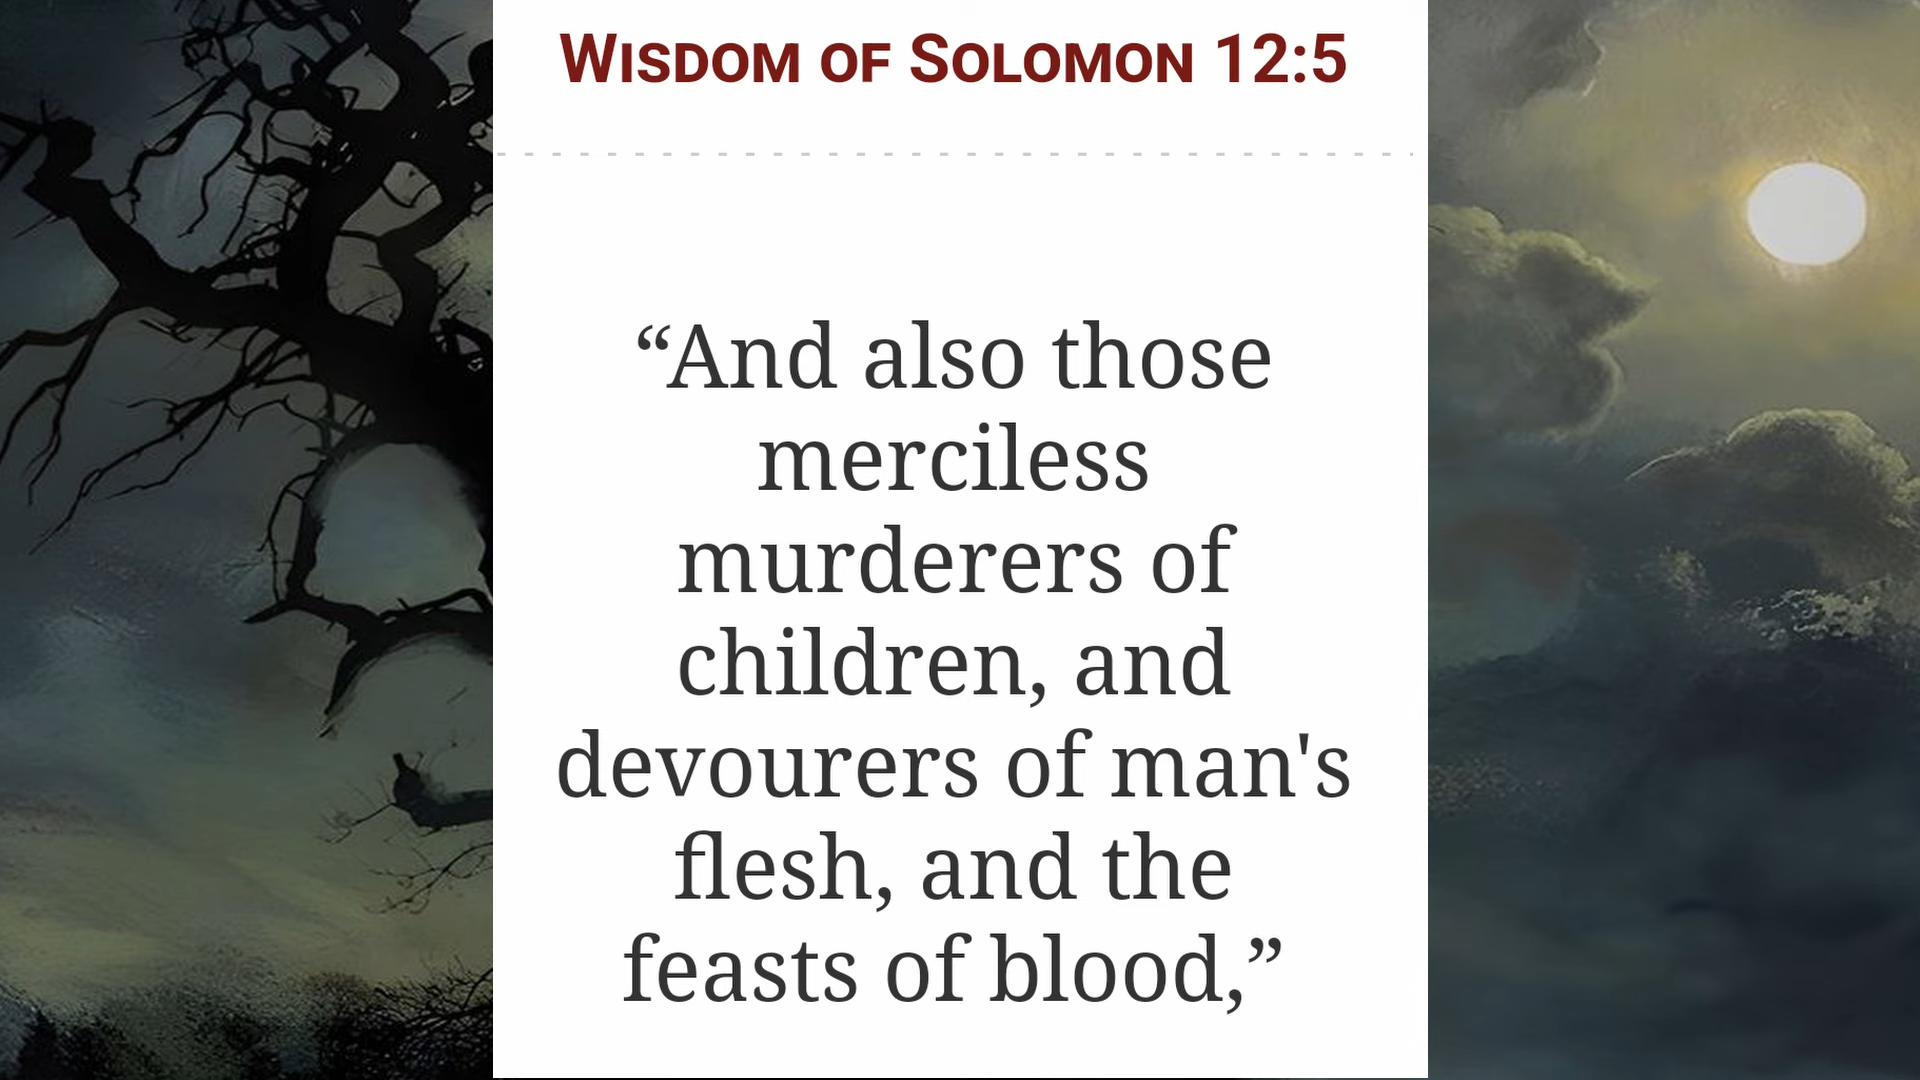 Wisdom of Solomon 12:5
“And also those
merciless
murderers of
children, and
devourers of man's
flesh, and the
feasts of blood,”